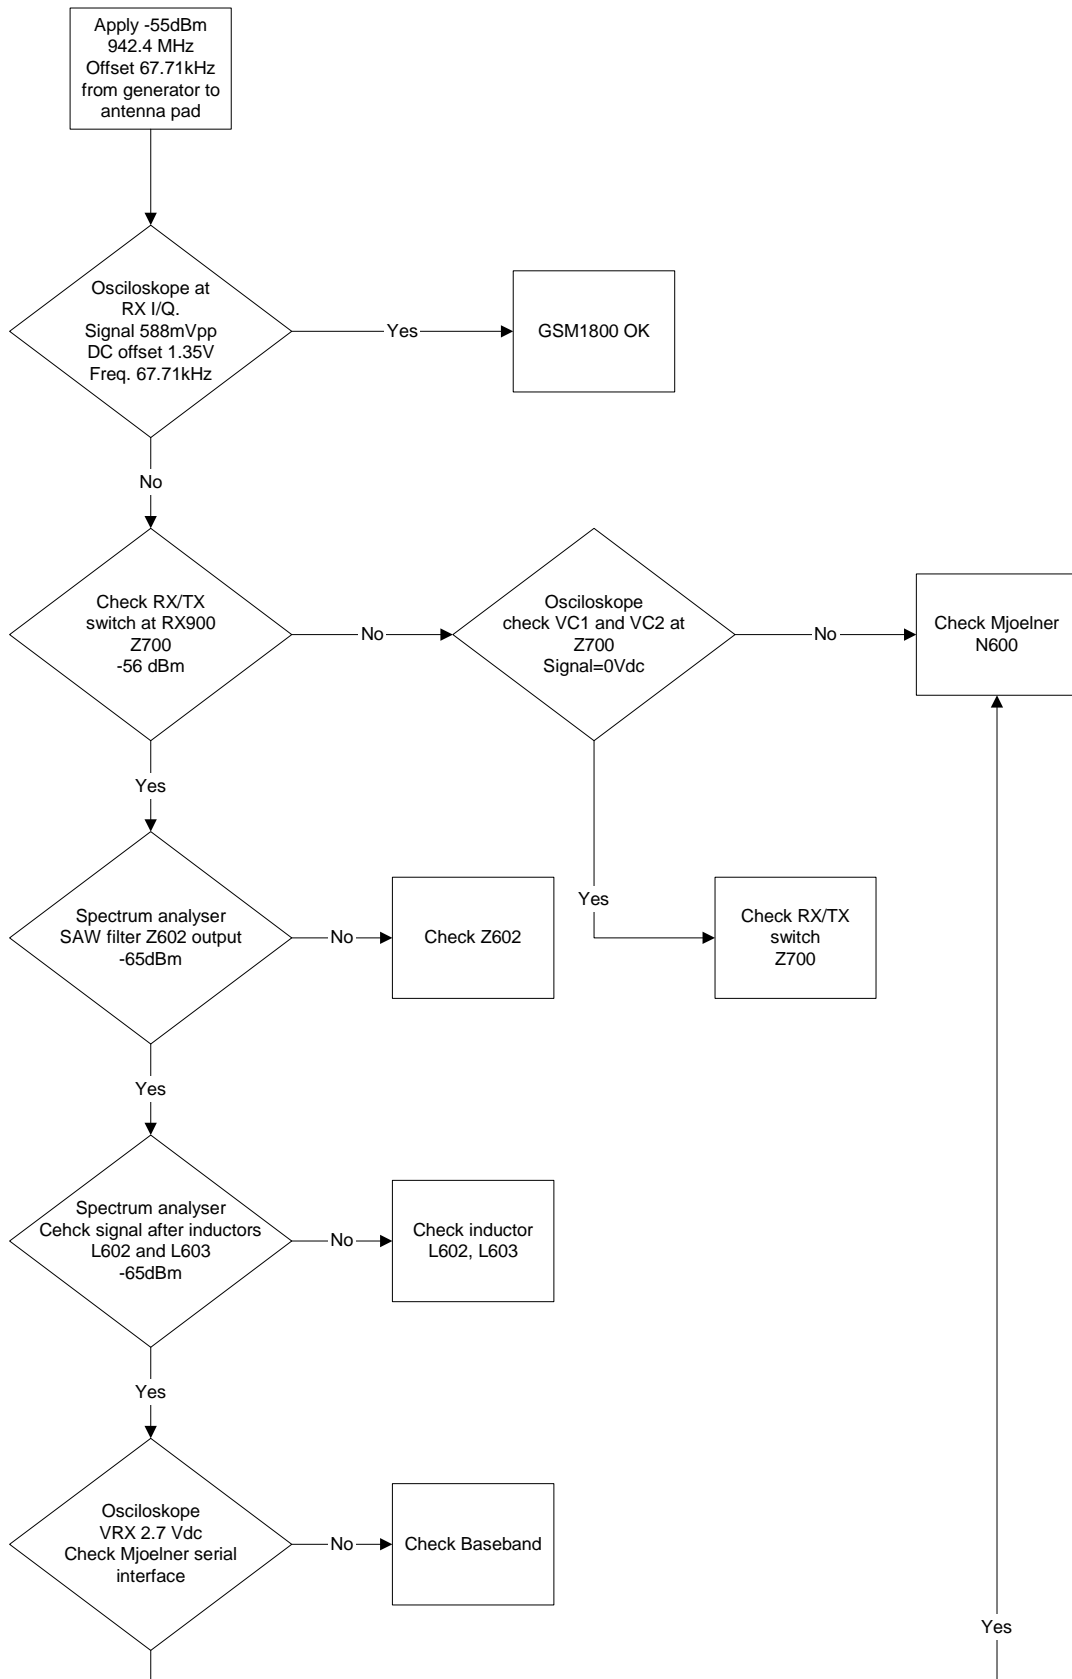 Apply -55dBm
942.4 MHz
Offset 67.71kHz
from generator to
antenna pad
Osciloskope at
RX I/Q.
Signal 588mVpp
DC offset 1.35V
Freq. 67.71kHz
Yes
GSM1800 OK
No
Check RX/TX
switch at RX900
Z700
-56 dBm
No
Osciloskope
check VC1 and VC2 at
Z700
Signal=0Vdc
No
Check Mjoelner
N600
Yes
Yes
Check RX/TX
switch
Z700
Spectrum analyser
SAW filter Z602 output
-65dBm
No
Check Z602
Yes
Spectrum analyser
Cehck signal after inductors
L602 and L603
-65dBm
No
Check inductor
L602, L603
Yes
Osciloskope
VRX 2.7 Vdc
Check Mjoelner serial
interface
No
Check Baseband
Yes